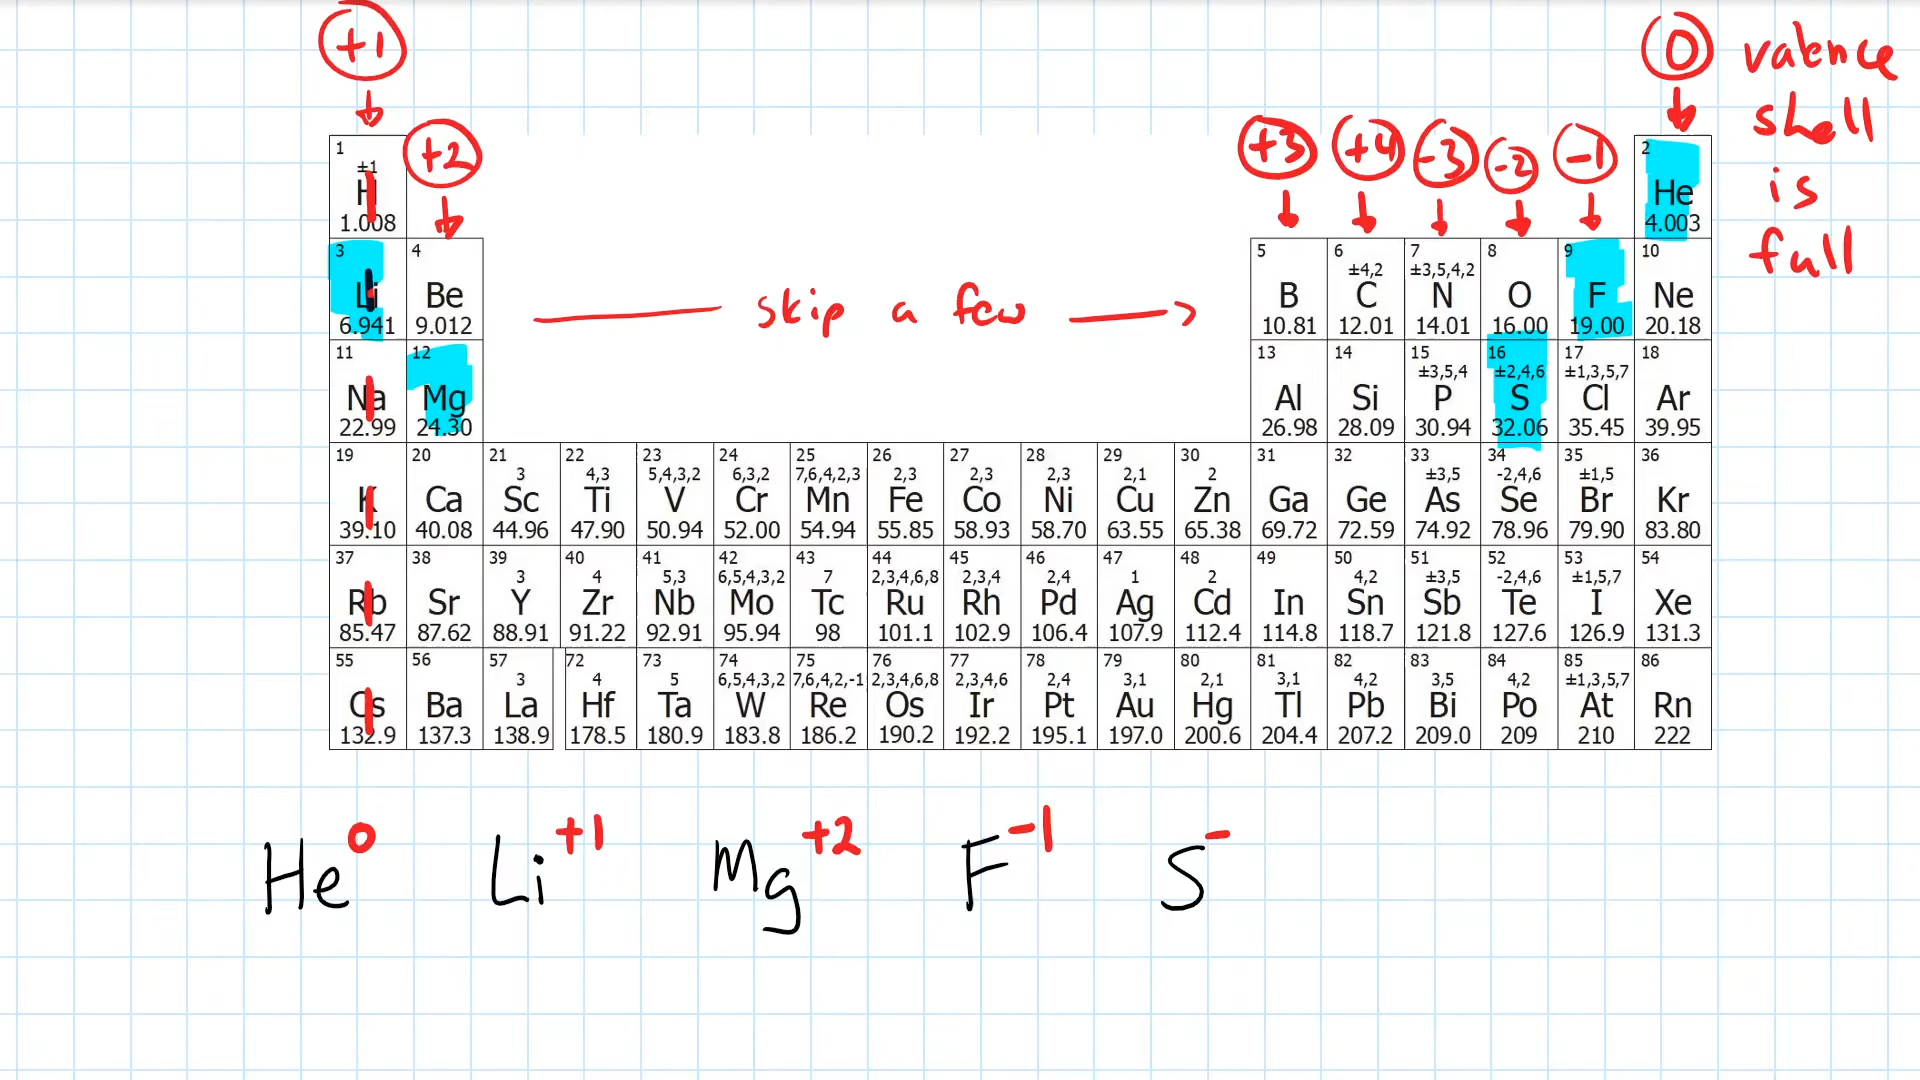 +1 0 valence
shell
is
full
+2 +3 +4 -3 -2 -1
1 2
±1
H He
1.008 4.003
3 4 5 6 7 8 9 10
±4,2 ±3,5,4,2
Li Be B C N O F Ne
6.941 9.012 10.81 12.01 14.01 16.00 19.00 20.18
skip a few
11 12 13 14 15 16 17 18
±3,5,4 ±2,4,6 ±1,3,5,7
Na Mg Al Si P S Cl Ar
22.99 24.30 26.98 28.09 30.94 32.06 35.45 39.95
19 20 21 22 23 24 25 26 27 28 29 30 31 32 33 34 35 36
3 4,3 5,4,3,2 6,3,2 7,6,4,2,3 2,3 2,3 2,3 2,1 2 ±3,5 -2,4,6 ±1,5
K Ca Sc Ti V Cr Mn Fe Co Ni Cu Zn Ga Ge As Se Br Kr
39.10 40.08 44.96 47.90 50.94 52.00 54.94 55.85 58.93 58.70 63.55 65.38 69.72 72.59 74.92 78.96 79.90 83.80
37 38 39 40 41 42 43 44 45 46 47 48 49 50 51 52 53 54
3 4 5,3 6,5,4,3,2 7 2,3,4,6,8 2,3,4 2,4 1 2 4,2 ±3,5 -2,4,6 ±1,5,7
Rb Sr Y Zr Nb Mo Tc Ru Rh Pd Ag Cd In Sn Sb Te I Xe
85.47 87.62 88.91 91.22 92.91 95.94 98 101.1 102.9 106.4 107.9 112.4 114.8 118.7 121.8 127.6 126.9 131.3
55 56 57 72 73 74 75 76 77 78 79 80 81 82 83 84 85 86
3 4 5 6,5,4,3,2 7,6,4,2,-1 2,3,4,6,8 2,3,4,6 2,4 3,1 2,1 3,1 4,2 3,5 4,2 ±1,3,5,7
Cs Ba La Hf Ta W Re Os Ir Pt Au Hg Tl Pb Bi Po At Rn
132.9 137.3 138.9 178.5 180.9 183.8 186.2 190.2 192.2 195.1 197.0 200.6 204.4 207.2 209.0 209 210 222
He⁰ Li⁺¹ Mg⁺² F⁻¹ S⁻